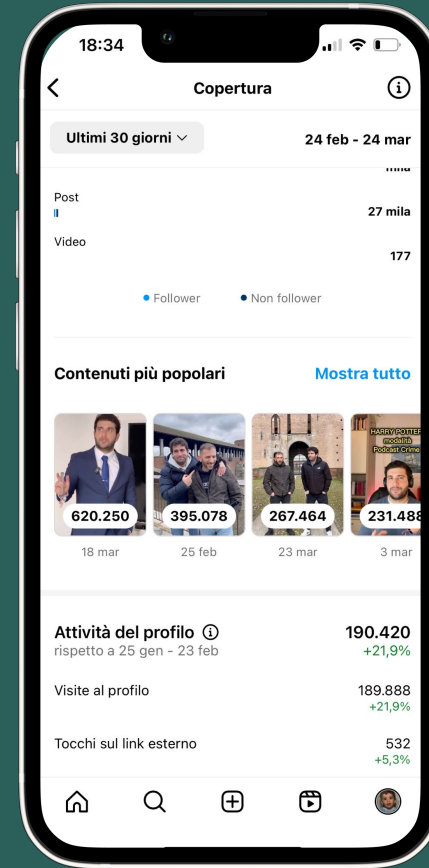 18:34
Copertura
Ultimi 30 giorni
24 feb - 24 mar
Post
27 mila
Video
177
Follower
Non follower
Contenuti più popolari
Mostra tutto
HARRY POTTER
modalità
Podcast Crime
620.250
395.078
267.464
231.488
18 mar
25 feb
23 mar
3 mar
Attività del profilo
190.420
rispetto a 25 gen - 23 feb
+21,9%
Visite al profilo
189.888
+21,9%
Tocchi sul link esterno
532
+5,3%